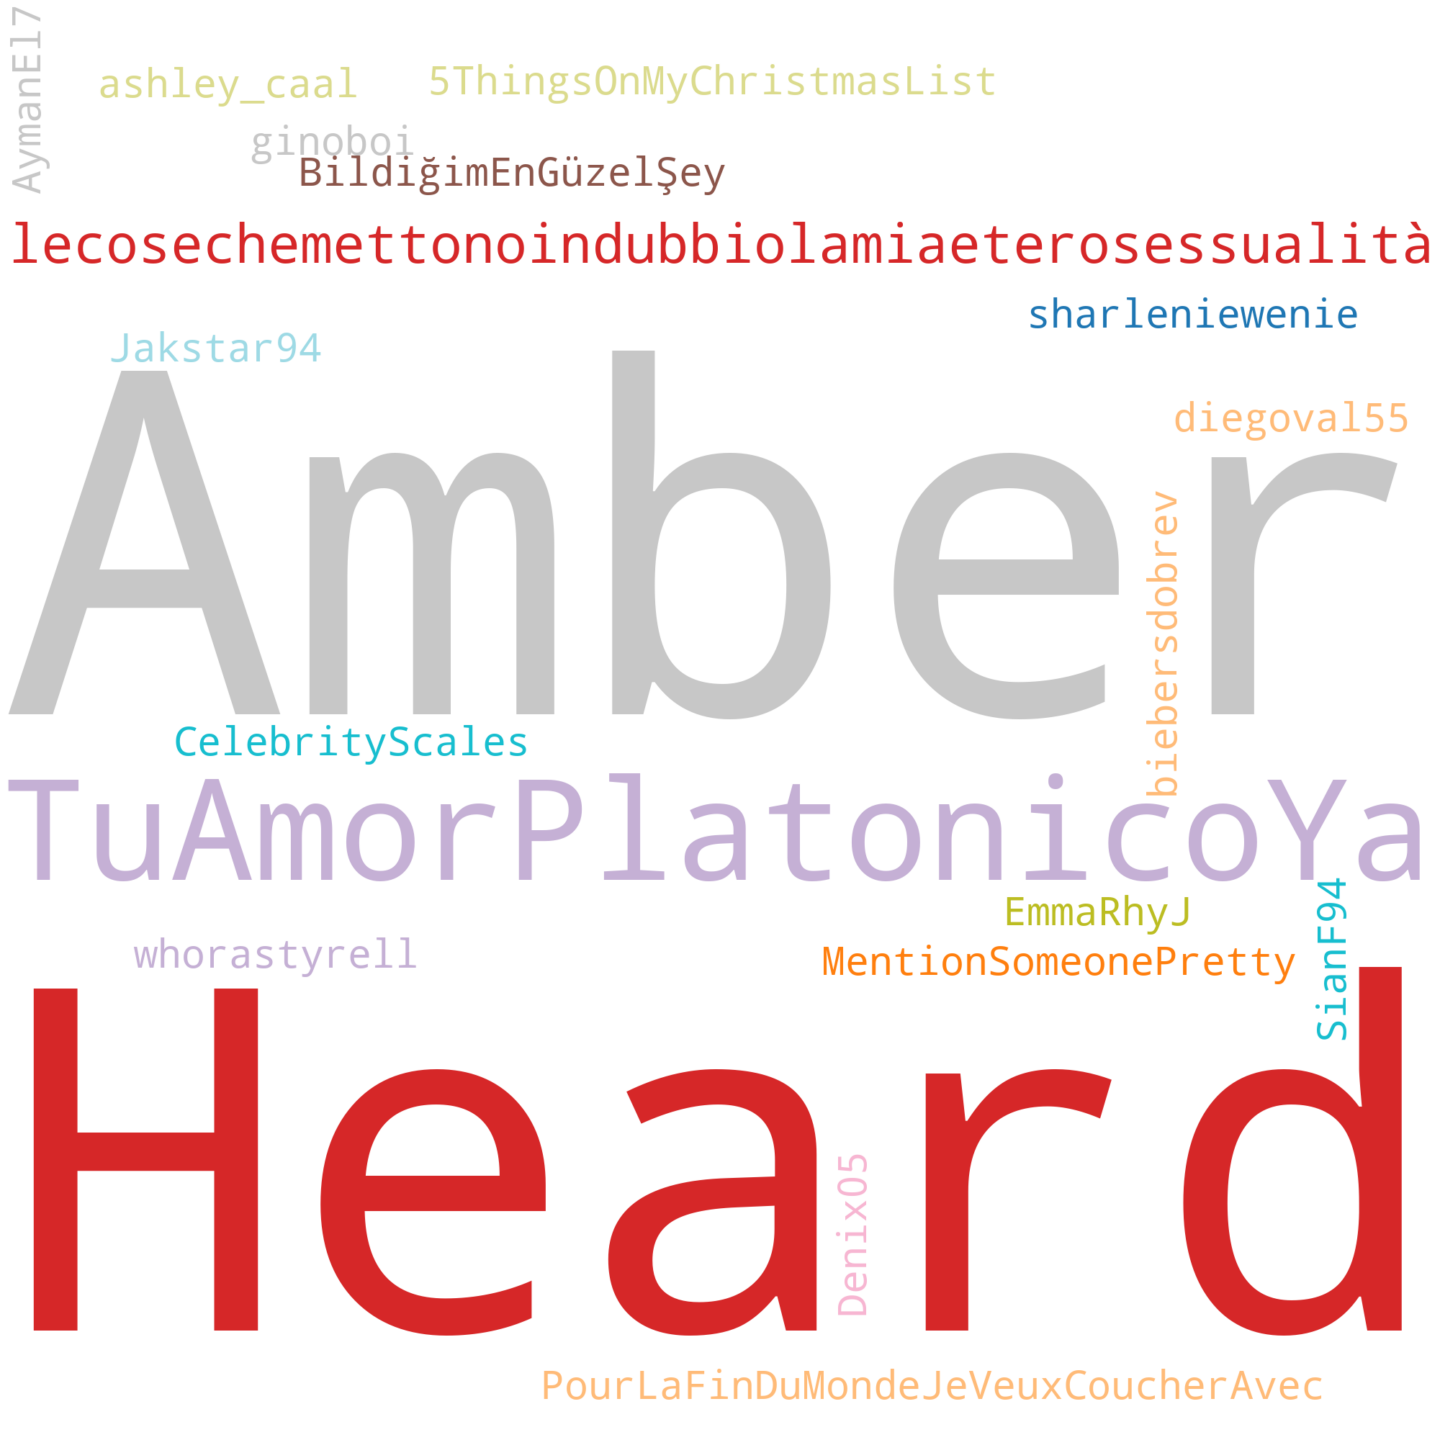 AymanEl7
ashley_caal
5ThingsOnMyChristmasList
ginoboi
BildiğimEnGüzelŞey
lecosechemettonoindubbiolamiaeterosessualità
sharleniewenie
Jakstar94
diegoval55
Amber
biebersdobrev
CelebrityScales
TuAmorPlatonicoYa
EmmaRhyJ
SianF94
whorastyrell
MentionSomeonePretty
Heard
Denix05
PourLaFinDuMondeJeVeuxCoucherAvec